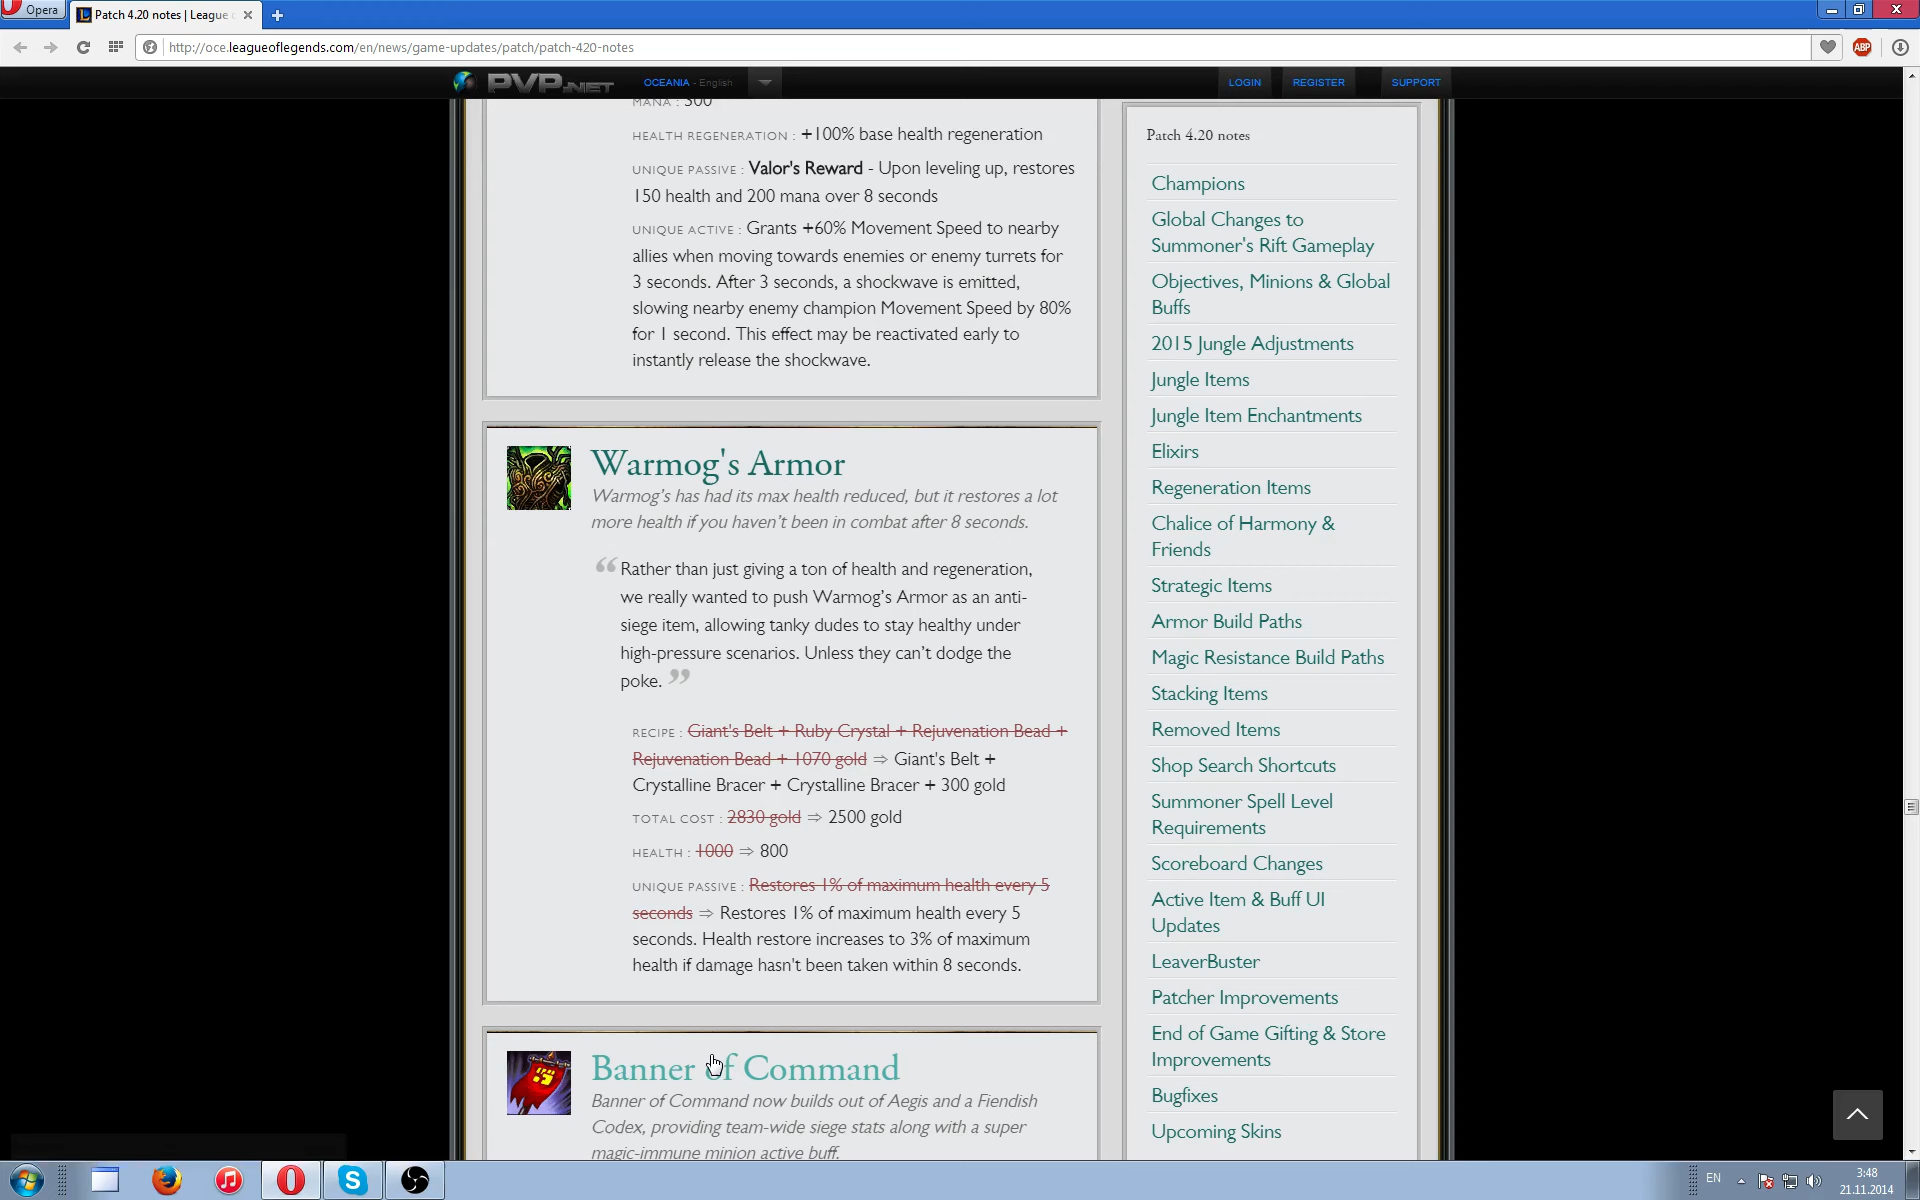 Opera
Patch 4.20 notes | League
http://oce.leagueoflegends.com/en/news/game-updates/patch/patch-420-notes
ABP
PVP.NET
OCEANIA - English
LOGIN
REGISTER
SUPPORT
MANA : 300
HEALTH REGENERATION : +100% base health regeneration
UNIQUE PASSIVE : Valor's Reward - Upon leveling up, restores
150 health and 200 mana over 8 seconds
UNIQUE ACTIVE : Grants +60% Movement Speed to nearby
allies when moving towards enemies or enemy turrets for
3 seconds. After 3 seconds, a shockwave is emitted,
slowing nearby enemy champion Movement Speed by 80%
for 1 second. This effect may be reactivated early to
instantly release the shockwave.
Warmog's Armor
Warmog’s has had its max health reduced, but it restores a lot
more health if you haven’t been in combat after 8 seconds.
“ Rather than just giving a ton of health and regeneration,
we really wanted to push Warmog’s Armor as an anti-
siege item, allowing tanky dudes to stay healthy under
high-pressure scenarios. Unless they can’t dodge the
poke. ”
RECIPE : Giant's Belt + Ruby Crystal + Rejuvenation Bead +
Rejuvenation Bead + 1070 gold ⇒ Giant's Belt +
Crystalline Bracer + Crystalline Bracer + 300 gold
TOTAL COST : 2830 gold ⇒ 2500 gold
HEALTH : 1000 ⇒ 800
UNIQUE PASSIVE : Restores 1% of maximum health every 5
seconds ⇒ Restores 1% of maximum health every 5
seconds. Health restore increases to 3% of maximum
health if damage hasn't been taken within 8 seconds.
Banner of Command
Banner of Command now builds out of Aegis and a Fiendish
Codex, providing team-wide siege stats along with a super
magic-immune minion active buff.
Patch 4.20 notes
Champions
Global Changes to
Summoner's Rift Gameplay
Objectives, Minions & Global
Buffs
2015 Jungle Adjustments
Jungle Items
Jungle Item Enchantments
Elixirs
Regeneration Items
Chalice of Harmony &
Friends
Strategic Items
Armor Build Paths
Magic Resistance Build Paths
Stacking Items
Removed Items
Shop Search Shortcuts
Summoner Spell Level
Requirements
Scoreboard Changes
Active Item & Buff UI
Updates
LeaverBuster
Patcher Improvements
End of Game Gifting & Store
Improvements
Bugfixes
Upcoming Skins
EN
3:48
21.11.2014